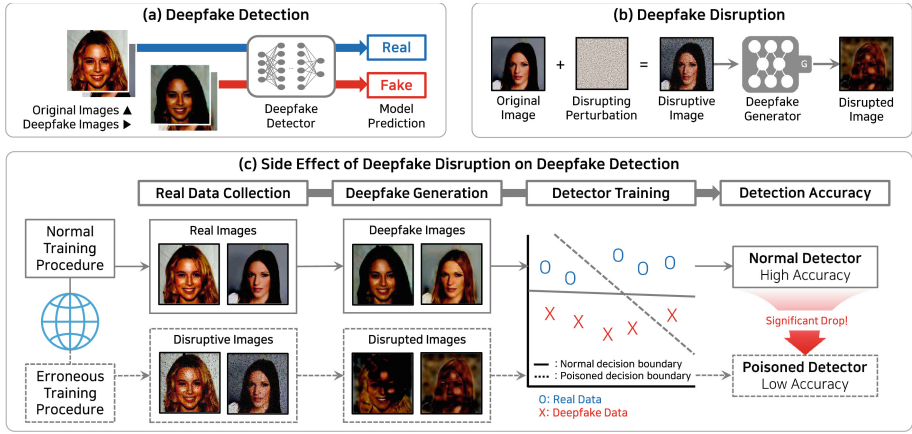 (a) Deepfake Detection
Real
Fake
Original Images ▲
Deepfake Images ▶
Deepfake
Detector
Model
Prediction
(b) Deepfake Disruption
+
=
G
Original
Image
Disrupting
Perturbation
Disruptive
Image
Deepfake
Generator
Disrupted
Image
(c) Side Effect of Deepfake Disruption on Deepfake Detection
Real Data Collection
Deepfake Generation
Detector Training
Detection Accuracy
Normal
Training
Procedure
Real Images
Deepfake Images
O O O O O
X X X X X
Normal Detector
High Accuracy
Significant Drop!
Erroneous
Training
Procedure
Disruptive Images
Disrupted Images
: Normal decision boundary
: Poisoned decision boundary
O: Real Data
X: Deepfake Data
Poisoned Detector
Low Accuracy